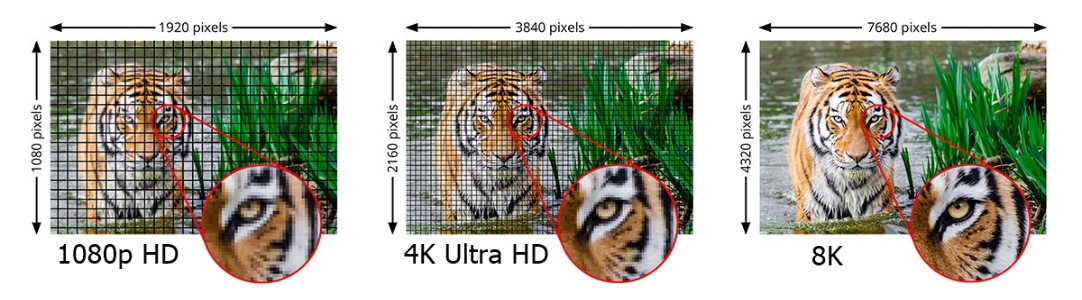 1920 pixels
1080 pixels
1080p HD
3840 pixels
2160 pixels
4K Ultra HD
7680 pixels
4320 pixels
8K